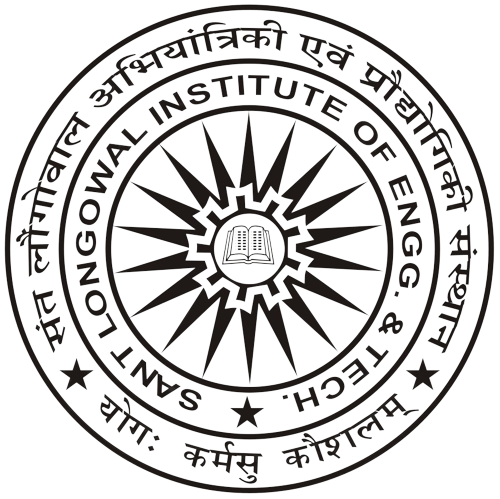 संत लौंगोवाल अभियांत्रिकी एवं प्रौद्योगिकी संस्थान
SANT LONGOWAL INSTITUTE OF ENGG. & TECH.
योगः कर्मसु कौशलम्